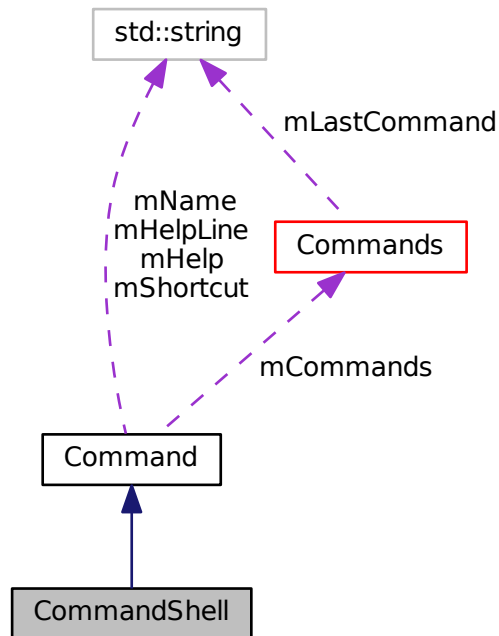 std::string
mLastCommand
mName
mHelpLine
mHelp
mShortcut
Commands
mCommands
Command
CommandShell